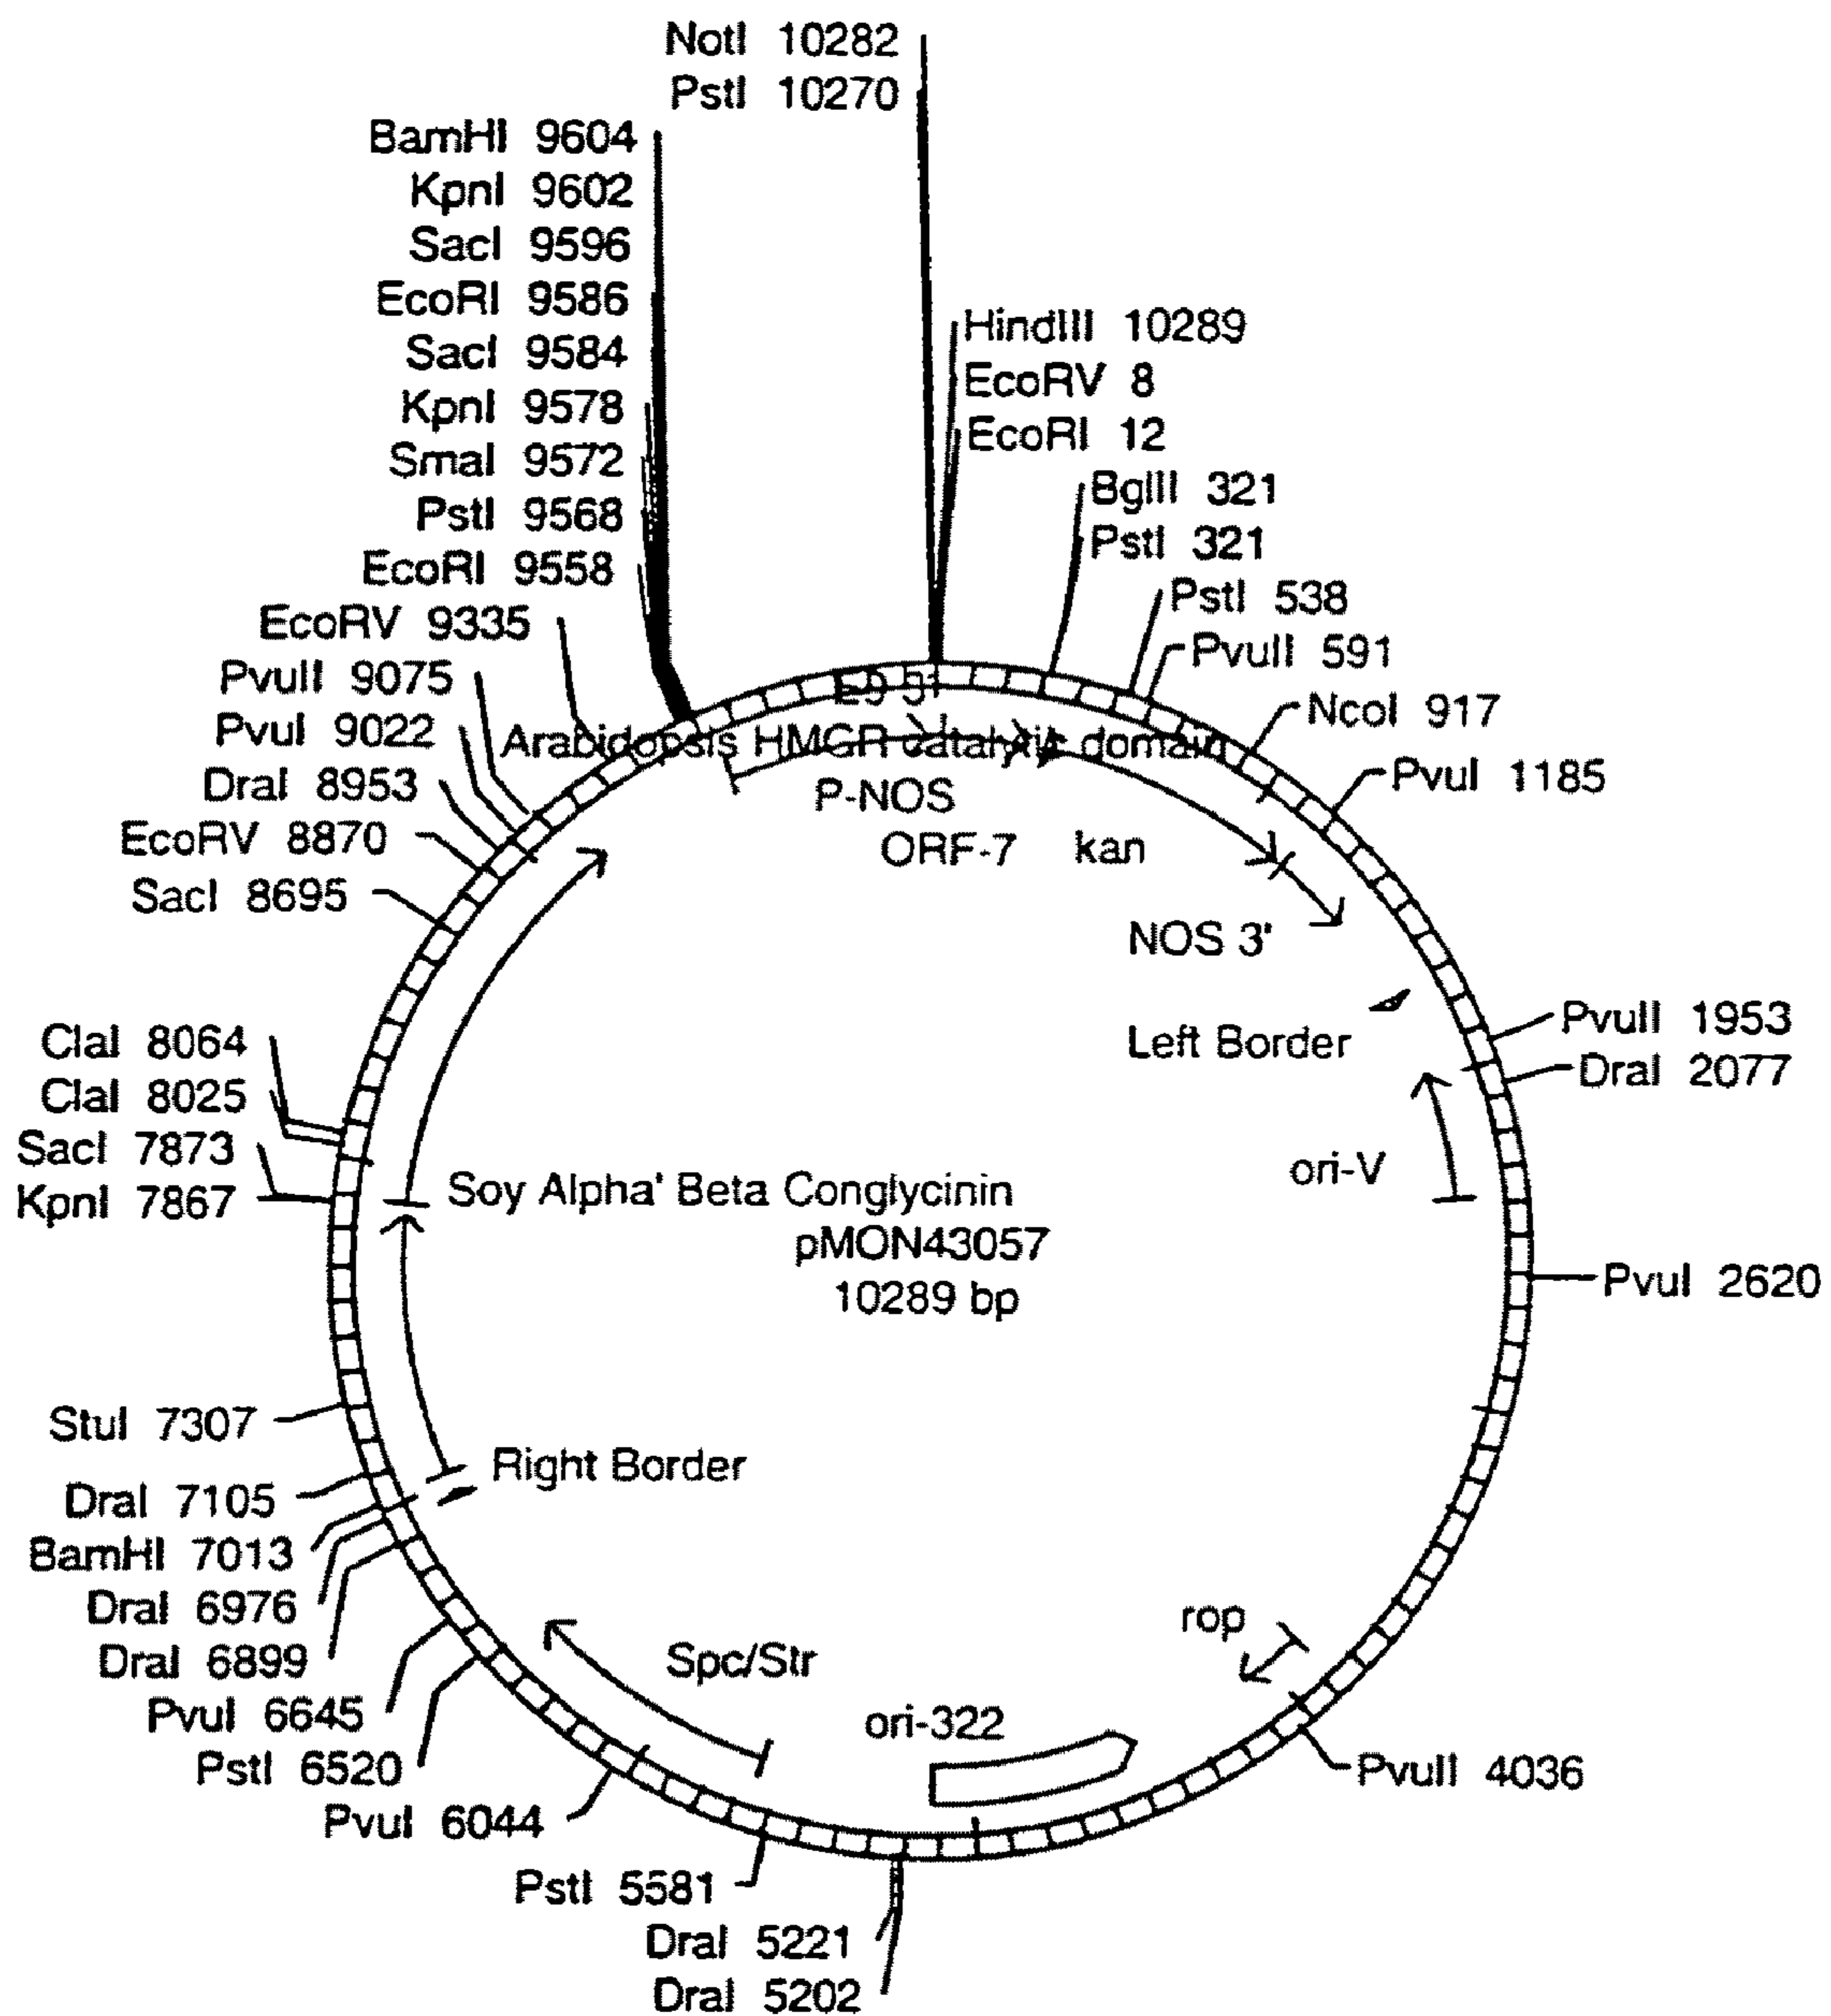 NotI 10282
PstI 10270
BamHI 9604
KpnI 9602
SacI 9596
EcoRI 9586
SacI 9584
KpnI 9578
SmaI 9572
PstI 9568
EcoRI 9558
EcoRV 9335
PvuII 9075
PvuI 9022
DraI 8953
EcoRV 8870
SacI 8695
ClaI 8064
ClaI 8025
SacI 7873
KpnI 7867
StuI 7307
DraI 7105
BamHI 7013
DraI 6976
DraI 6899
PvuI 6645
PstI 6520
PvuI 6044
PstI 5581
DraI 5221
DraI 5202
HindIII 10289
EcoRV 8
EcoRI 12
BglII 321
PstI 321
PstI 538
PvuII 591
NcoI 917
PvuI 1185
PvuII 1953
DraI 2077
PvuI 2620
PvuII 4036
E9 3'
Arabidopsis HMGR catalytic domain
P-NOS
ORF-7 kan
NOS 3'
Left Border
ori-V
Soy Alpha' Beta Conglycinin
pMON43057
10289 bp
Right Border
rop
Spc/Str
ori-322